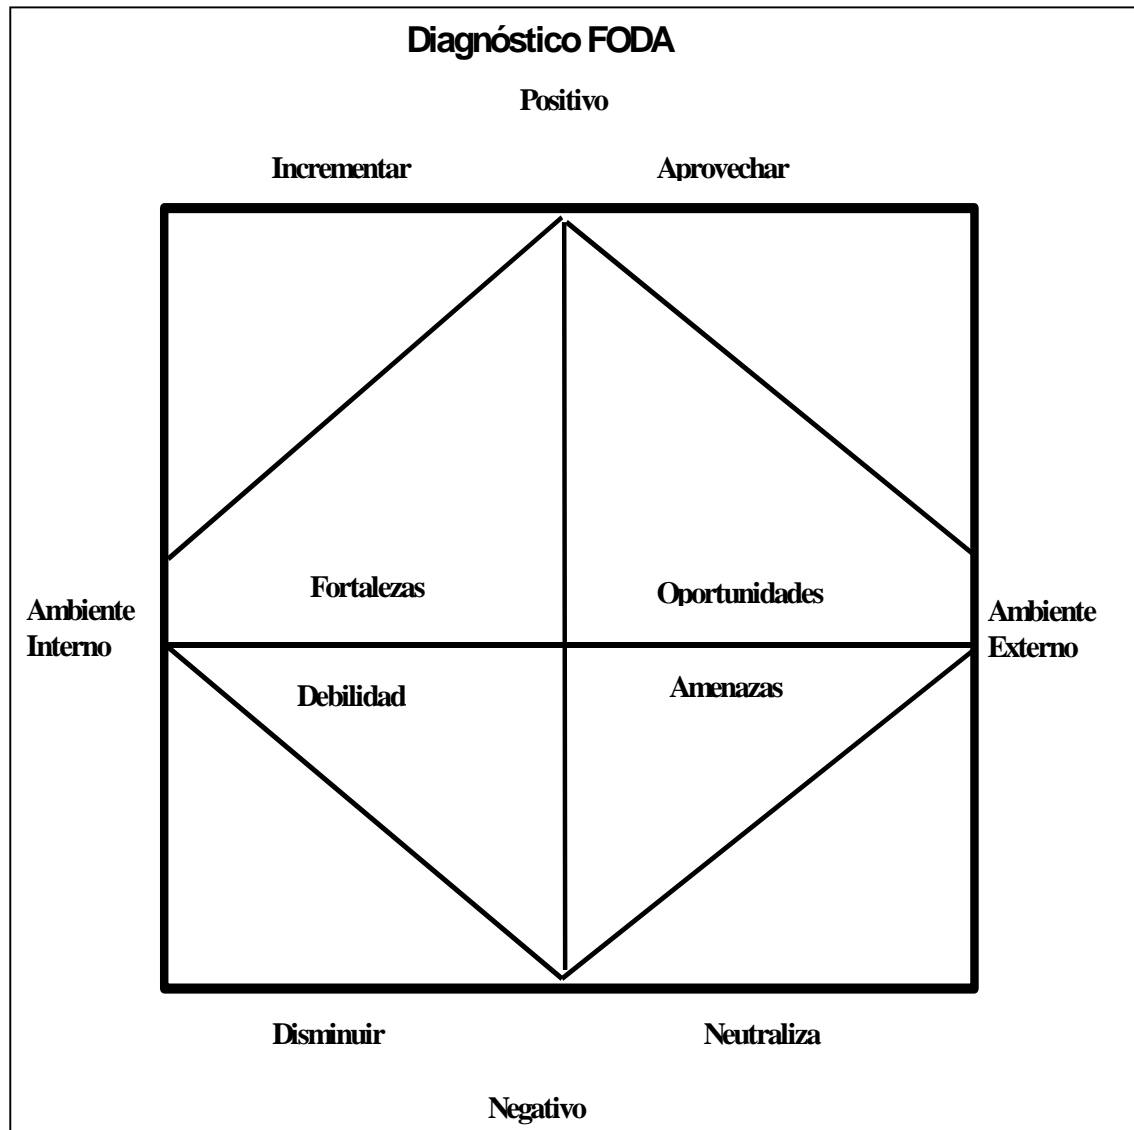 Diagnóstico FODA
Positivo
Incrementar
Aprovechar
Fortalezas
Oportunidades
Ambiente
Interno
Ambiente
Externo
Debilidad
Amenazas
Disminuir
Neutraliza
Negativo